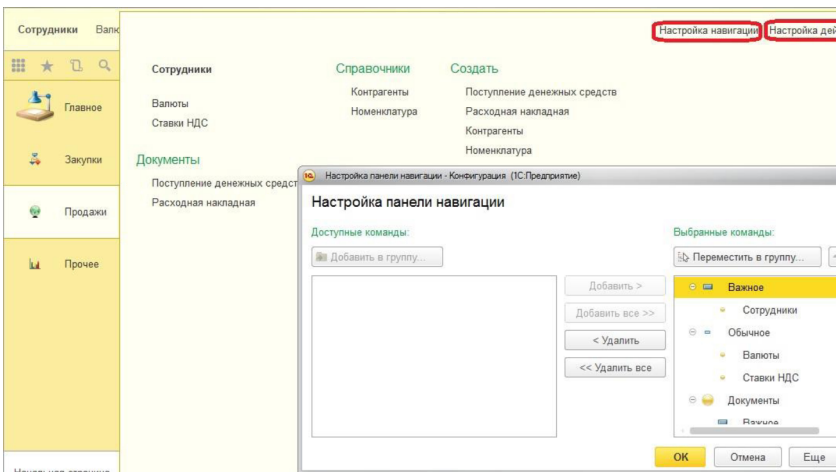 Сотрудники
Настройка навигации
Настройка
Главное
Закупки
Продажи
Прочее
Сотрудники
Валюты
Ставки НДС
Документы
Поступление денежных средст
Расходная накладная
Справочники
Контрагенты
Номенклатура
Создать
Поступление денежных средств
Расходная накладная
Контрагенты
Номенклатура
Настройка панели навигации - Конфигурация (1С:Предприятие)
Настройка панели навигации
Доступные команды:
Добавить в группу...
Добавить >
Добавить все >>
< Удалить
<< Удалить все
Выбранные команды:
Переместить в группу...
Важное
Сотрудники
Обычное
Валюты
Ставки НДС
Документы
Важное
OK
Отмена
Еще